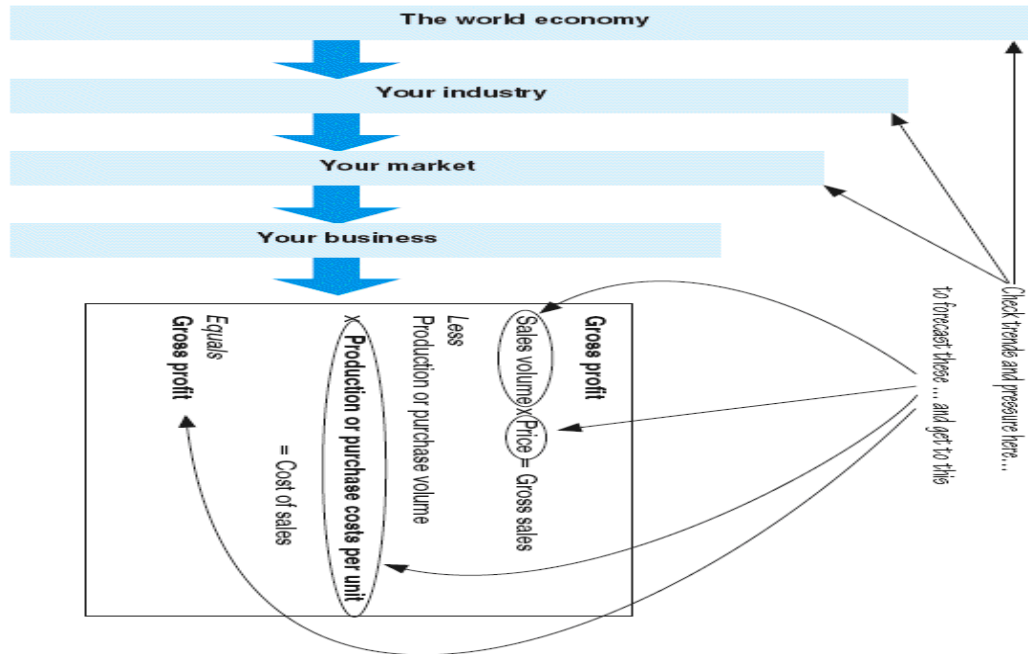 The world economy
Your industry
Your market
Your business
Check trends and pressure here...
to forecast these ... and get to this
Gross profit
Sales volume x Price = Gross sales
Less
Production or purchase volume
x Production or purchase costs per unit
= Cost of sales
Equals
Gross profit